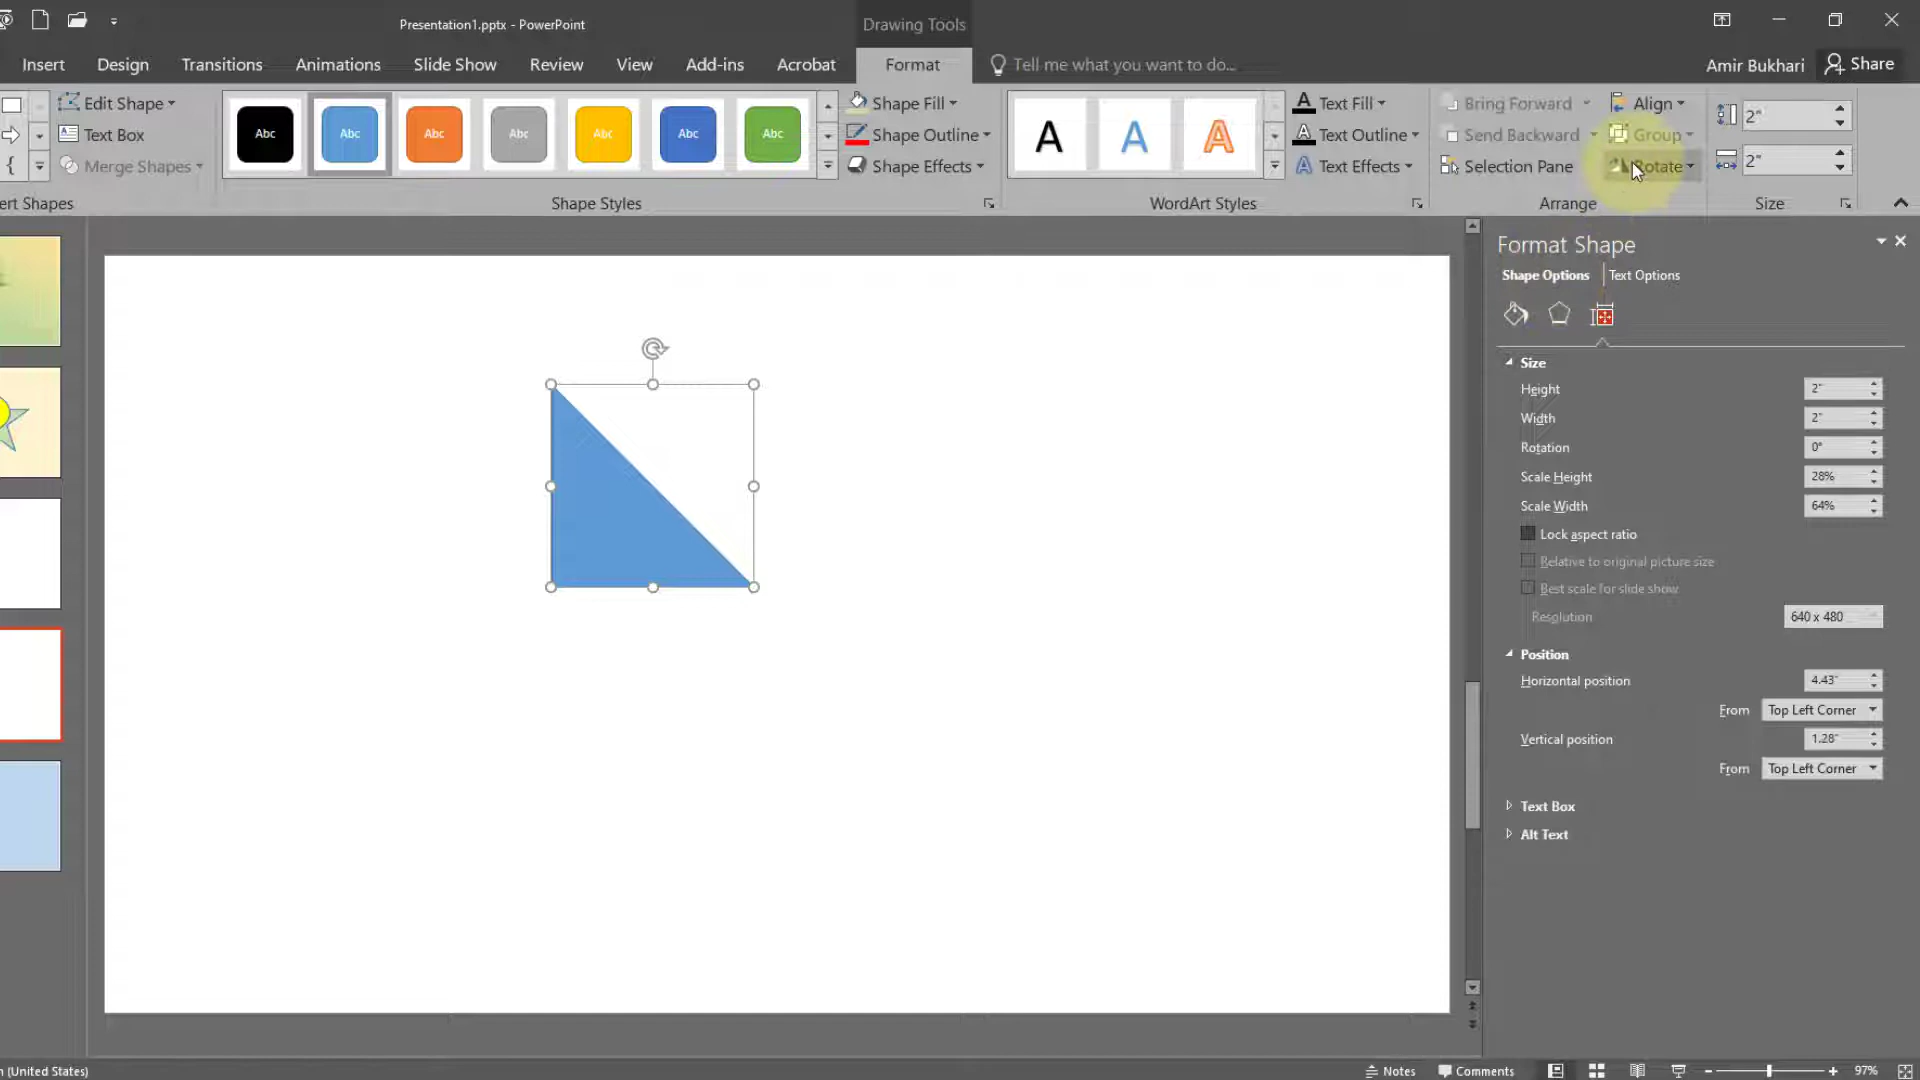 Presentation1.pptx - PowerPoint
Drawing Tools
Insert
Design
Transitions
Animations
Slide Show
Review
View
Add-ins
Acrobat
Format
Tell me what you want to do...
Amir Bukhari
Share
Edit Shape
Text Box
Merge Shapes
ert Shapes
Abc
Abc
Abc
Abc
Abc
Abc
Abc
Shape Fill
Shape Outline
Shape Effects
Shape Styles
A
A
A
Text Fill
Text Outline
Text Effects
WordArt Styles
Bring Forward
Send Backward
Selection Pane
Align
Group
Rotate
Arrange
2"
2"
Size
Format Shape
Shape Options
Text Options
Size
Height 2"
Width 2"
Rotation 0°
Scale Height 28%
Scale Width 64%
Lock aspect ratio
Relative to original picture size
Best scale for slide show
Resolution 640 x 480
Position
Horizontal position 4.43"
From Top Left Corner
Vertical position 1.28"
From Top Left Corner
Text Box
Alt Text
(United States)
Notes
Comments
97%